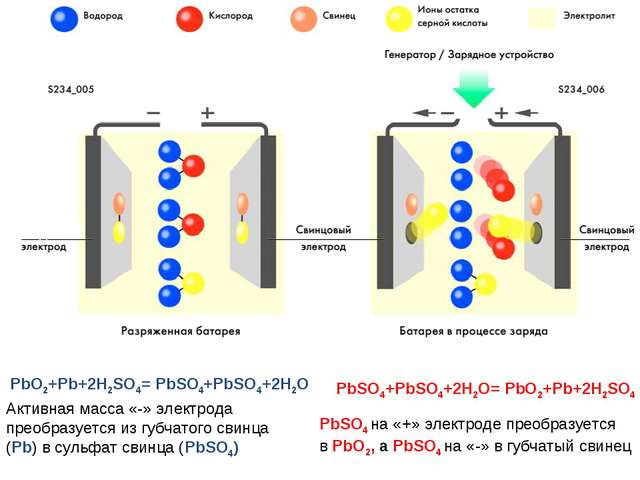 Водород
Кислород
Свинец
Ионы остатка
серной кислоты
Электролит
Генератор / Зарядное устройство
S234_005
S234_006
− +
− +
электрод
Свинцовый
электрод
Свинцовый
электрод
Разряженная батарея
Батарея в процессе заряда
PbO₂+Pb+2H₂SO₄= PbSO₄+PbSO₄+2H₂O
Активная масса «-» электрода
преобразуется из губчатого свинца
(Pb) в сульфат свинца (PbSO₄)
PbSO₄+PbSO₄+2H₂O= PbO₂+Pb+2H₂SO₄
PbSO₄ на «+» электроде преобразуется
в PbO₂, а PbSO₄ на «-» в губчатый свинец